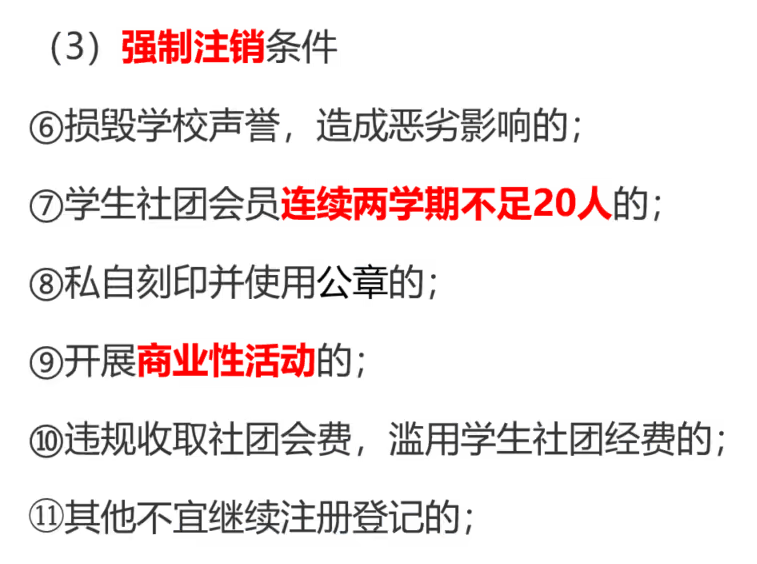 （3）强制注销条件
⑥损毁学校声誉，造成恶劣影响的；
⑦学生社团会员连续两学期不足20人的；
⑧私自刻印并使用公章的；
⑨开展商业性活动的；
⑩违规收取社团会费，滥用学生社团经费的；
⑪其他不宜继续注册登记的；